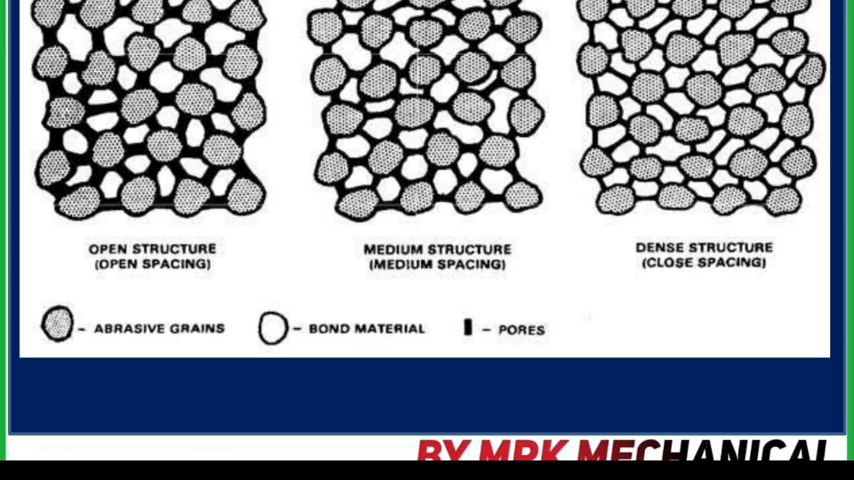 OPEN STRUCTURE MEDIUM STRUCTURE DENSE STRUCTURE
(OPEN SPACING) (MEDIUM SPACING) (CLOSE SPACING)
- ABRASIVE GRAINS - BOND MATERIAL - PORES
BY MRK MECHANICAL